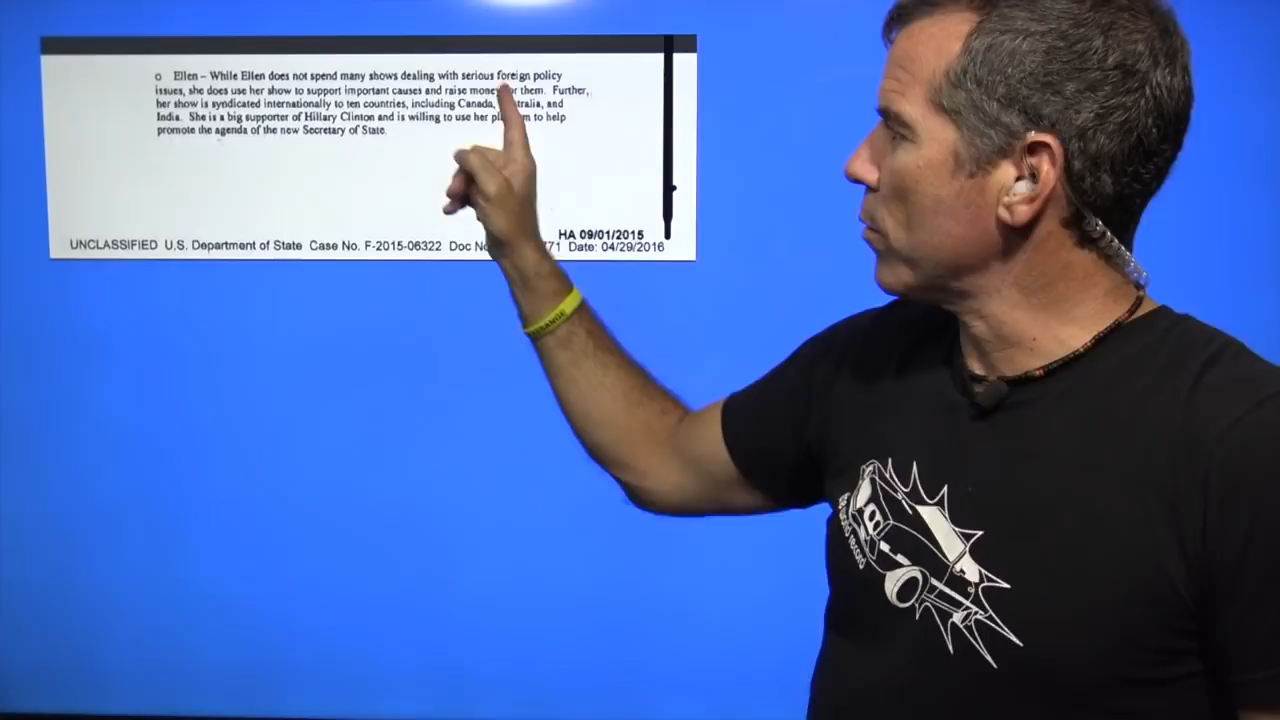 o Ellen – While Ellen does not spend many shows dealing with serious foreign policy
issues, she does use her show to support important causes and raise money or them. Further,
her show is syndicated internationally to ten countries, including Canada, tralia, and
India. She is a big supporter of Hillary Clinton and is willing to use her pl m to help
promote the agenda of the new Secretary of State.
HA 09/01/2015
UNCLASSIFIED U.S. Department of State Case No. F-2015-06322 Doc N 71 Date: 04/29/2016